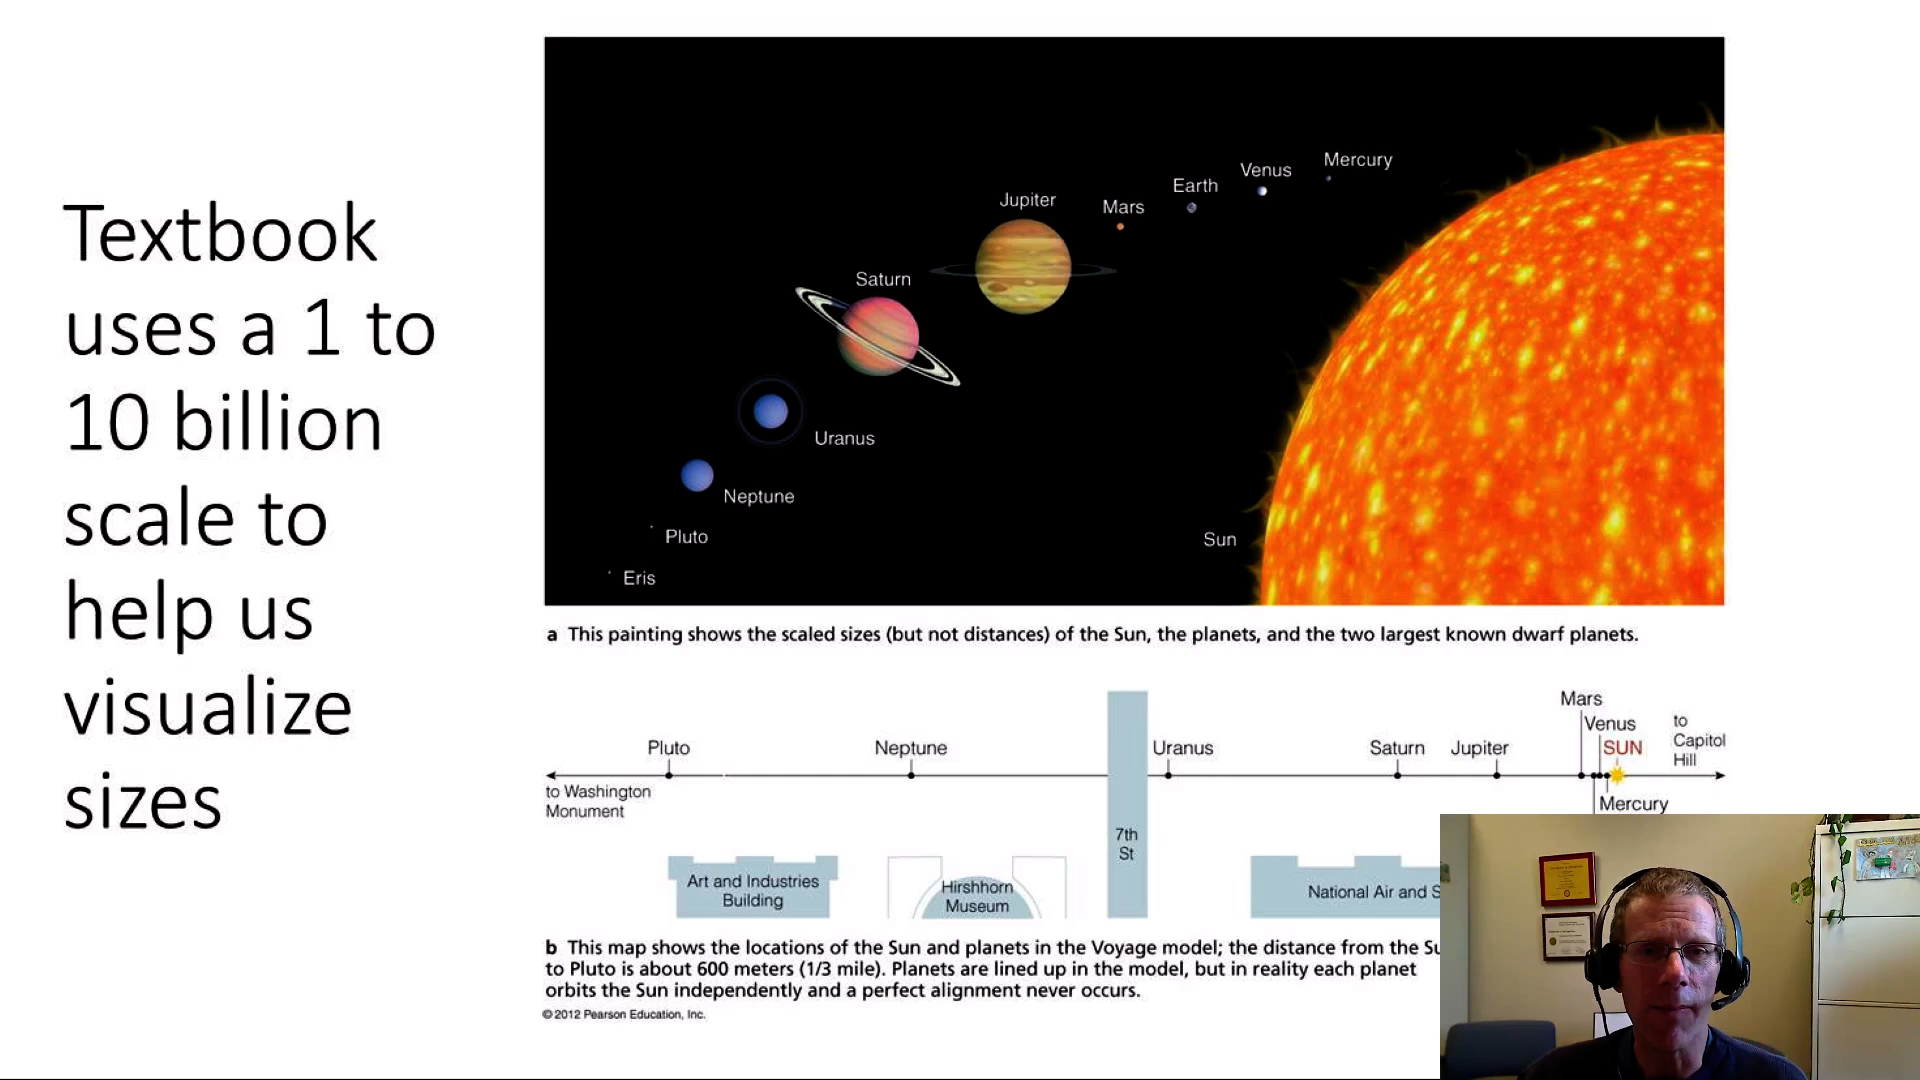 Textbook
uses a 1 to
10 billion
scale to
help us
visualize
sizes
Mercury
Venus
Earth
Mars
Jupiter
Saturn
Uranus
Neptune
Pluto
Eris
Sun
a This painting shows the scaled sizes (but not distances) of the Sun, the planets, and the two largest known dwarf planets.
Mars
Venus
to
Capitol
Hill
Pluto
Neptune
Uranus
Saturn
Jupiter
SUN
to Washington
Monument
Mercury
7th
St
Art and Industries
Building
Hirshhorn
Museum
National Air and S
b This map shows the locations of the Sun and planets in the Voyage model; the distance from the Su
to Pluto is about 600 meters (1/3 mile). Planets are lined up in the model, but in reality each planet
orbits the Sun independently and a perfect alignment never occurs.
© 2012 Pearson Education, Inc.